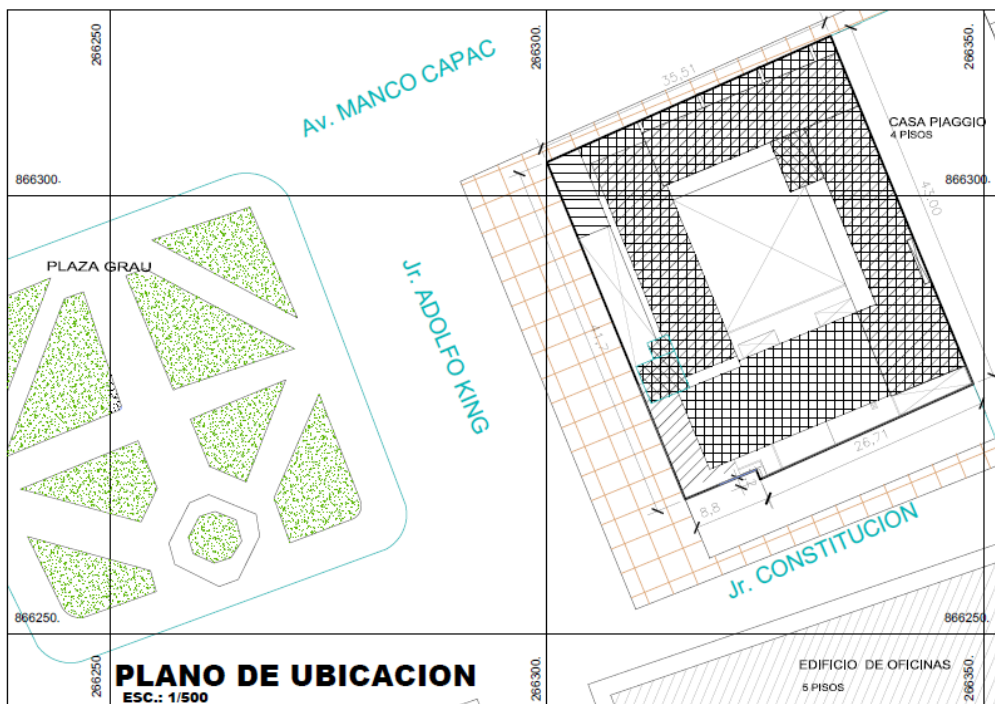 266250
266300.
266350.
Av. MANCO CAPAC
35,51
CASA PIAGGIO
4 PISOS
866300.
866300.
43,00
PLAZA GRAU
Jr. ADOLFO KING
26,71
8,8
Jr. CONSTITUCION
866250.
866250.
266250
PLANO DE UBICACION
ESC.: 1/500
266300.
EDIFICIO DE OFICINAS
5 PISOS
266350.